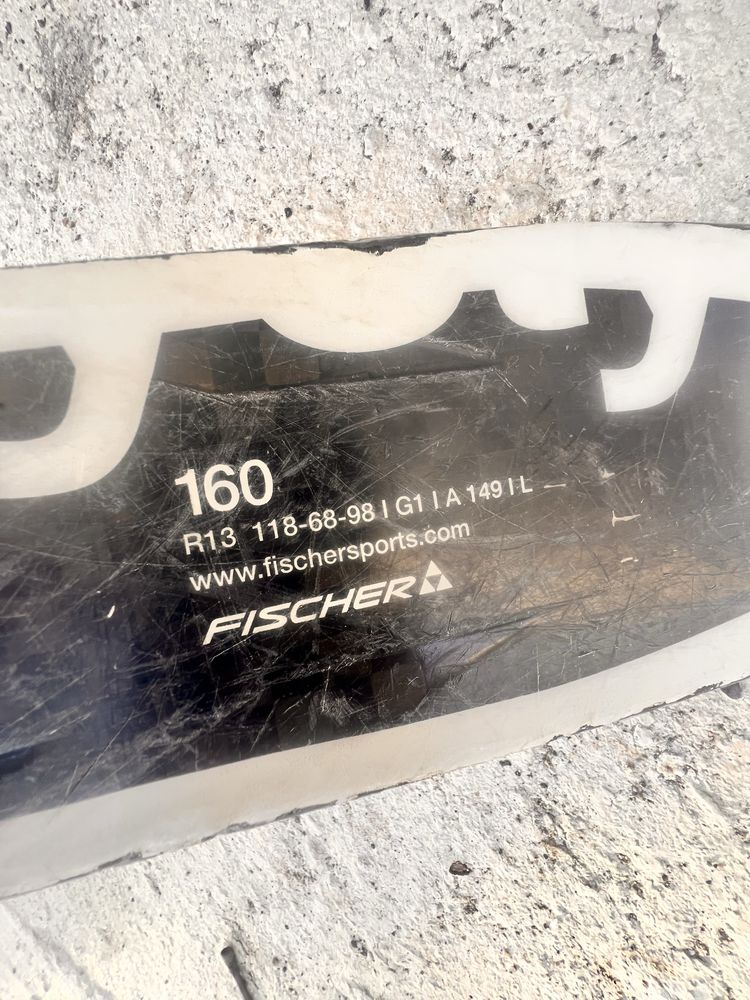 160
R13 118-68-98 | G1 | A 149 | L
www.fischersports.com
FISCHER